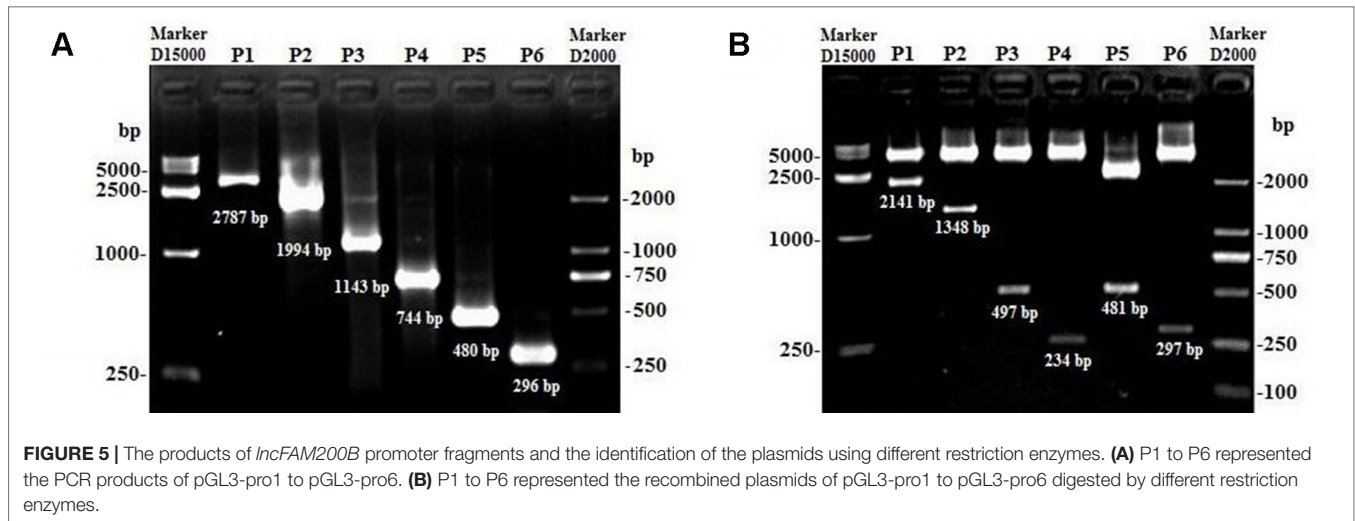 A
Marker
D15000 P1 P2 P3 P4 P5 P6 Marker
D2000
bp
5000-
2500-
1000-
250-
2787 bp
1994 bp
1143 bp
744 bp
480 bp
296 bp
bp
-2000
-1000
-750
-500
-250
B
Marker
D15000 P1 P2 P3 P4 P5 P6 Marker
D2000
5000-
2500-
1000-
250-
2141 bp
1348 bp
497 bp
234 bp
481 bp
297 bp
bp
-2000
-1000
-750
-500
-250
-100
FIGURE 5 | The products of lncFAM200B promoter fragments and the identification of the plasmids using different restriction enzymes. (A) P1 to P6 represented
the PCR products of pGL3-pro1 to pGL3-pro6. (B) P1 to P6 represented the recombined plasmids of pGL3-pro1 to pGL3-pro6 digested by different restriction
enzymes.